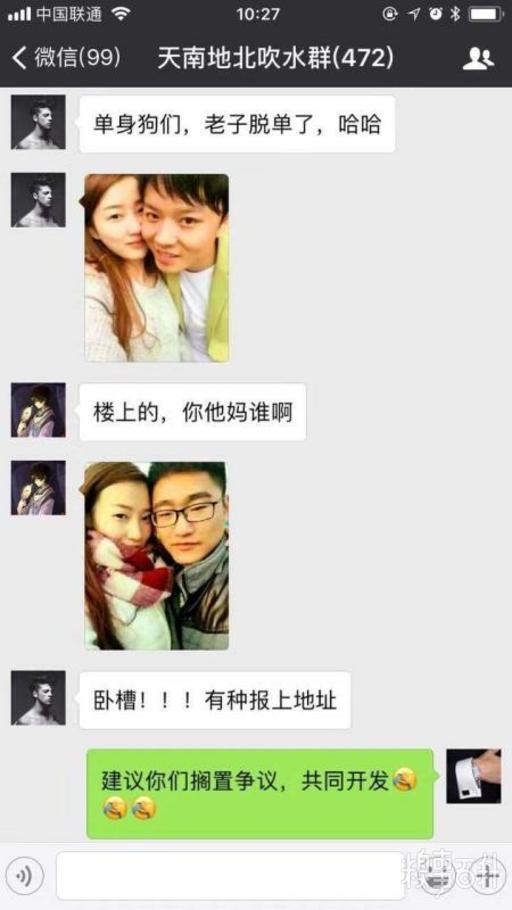 中国联通
10:27
微信(99)
天南地北吹水群(472)
单身狗们，老子脱单了，哈哈
楼上的，你他妈谁啊
卧槽！！！有种报上地址
建议你们搁置争议，共同开发